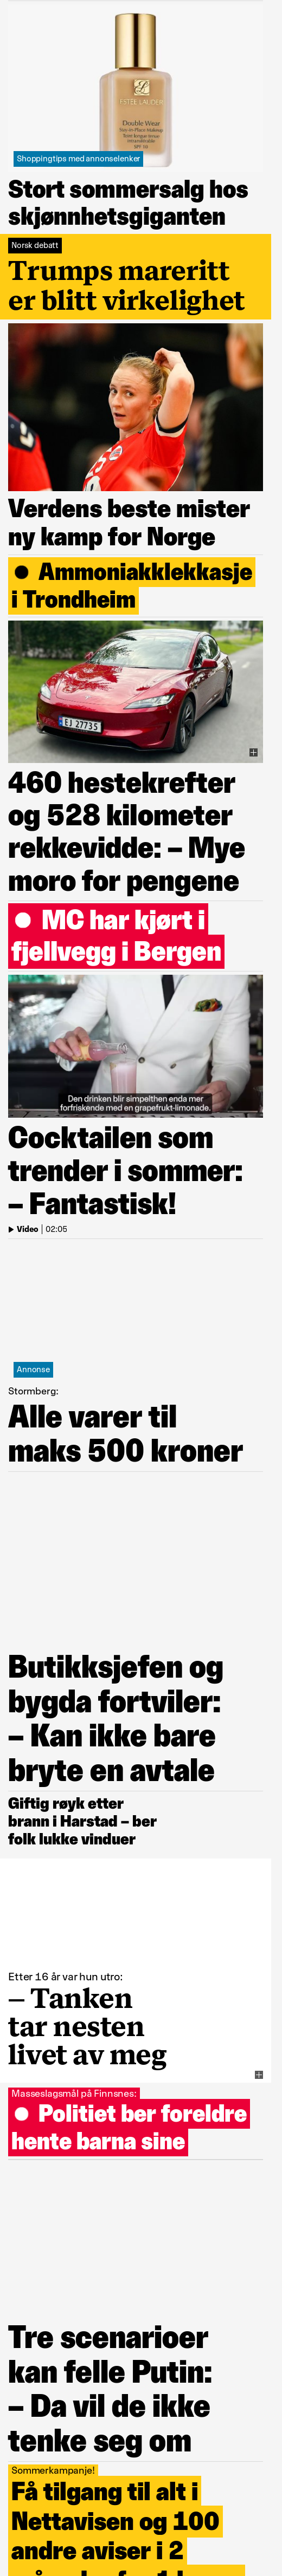 ESTEE LAUDER
Double Wear
Stay-in-Place Makeup
SPF 10
Shoppingtips med annonselenker
Stort sommersalg hos
skjønnhetsgiganten
Norsk debatt
Trumps mareritt
er blitt virkelighet
Verdens beste mister
ny kamp for Norge
Ammoniakklekkasje
i Trondheim
EJ 27735
460 hestekrefter
og 528 kilometer
rekkevidde: – Mye
moro for pengene
MC har kjørt i
fjellvegg i Bergen
Den drinken blir simpelthen enda mer
forfriskende med en grapefrukt-limonade.
Cocktailen som
trender i sommer:
– Fantastisk!
Video | 02:05
Annonse
Stormberg:
Alle varer til
maks 500 kroner
Butikksjefen og
bygda fortviler:
– Kan ikke bare
bryte en avtale
Giftig røyk etter
brann i Harstad – ber
folk lukke vinduer
Etter 16 år var hun utro:
– Tanken
tar nesten
livet av meg
Masseslagsmål på Finnsnes:
Politiet ber foreldre
hente barna sine
Tre scenarioer
kan felle Putin:
– Da vil de ikke
tenke seg om
Sommerkampanje!
Få tilgang til alt i
Nettavisen og 100
andre aviser i 2